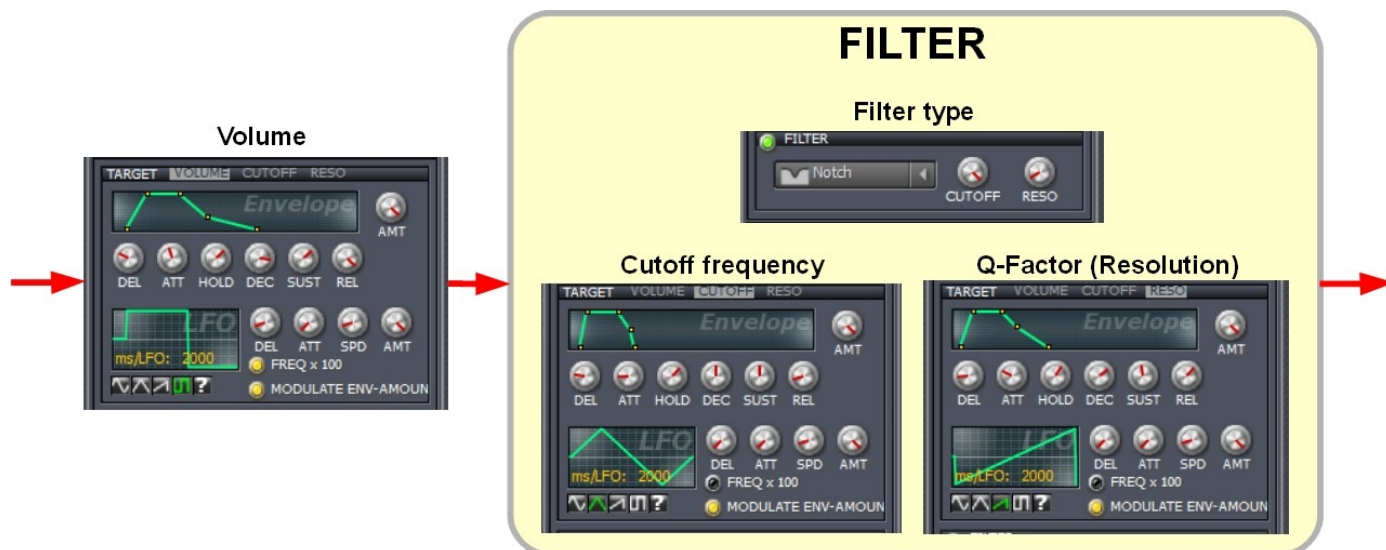 FILTER
Filter type
FILTER
Notch
CUTOFF RESO
Volume
TARGET VOLUME CUTOFF RESO
Envelope
AMT
DEL ATT HOLD DEC SUST REL
LFO
ms/LFO: 2000
DEL ATT SPD AMT
FREQ x 100
?
MODULATE ENV-AMOUN
Cutoff frequency
TARGET VOLUME CUTOFF RESO
Envelope
AMT
DEL ATT HOLD DEC SUST REL
LFO
ms/LFO: 2000
DEL ATT SPD AMT
FREQ x 100
?
MODULATE ENV-AMOUN
Q-Factor (Resolution)
TARGET VOLUME CUTOFF RESO
Envelope
AMT
DEL ATT HOLD DEC SUST REL
LFO
ms/LFO: 2000
DEL ATT SPD AMT
FREQ x 100
?
MODULATE ENV-AMOUN